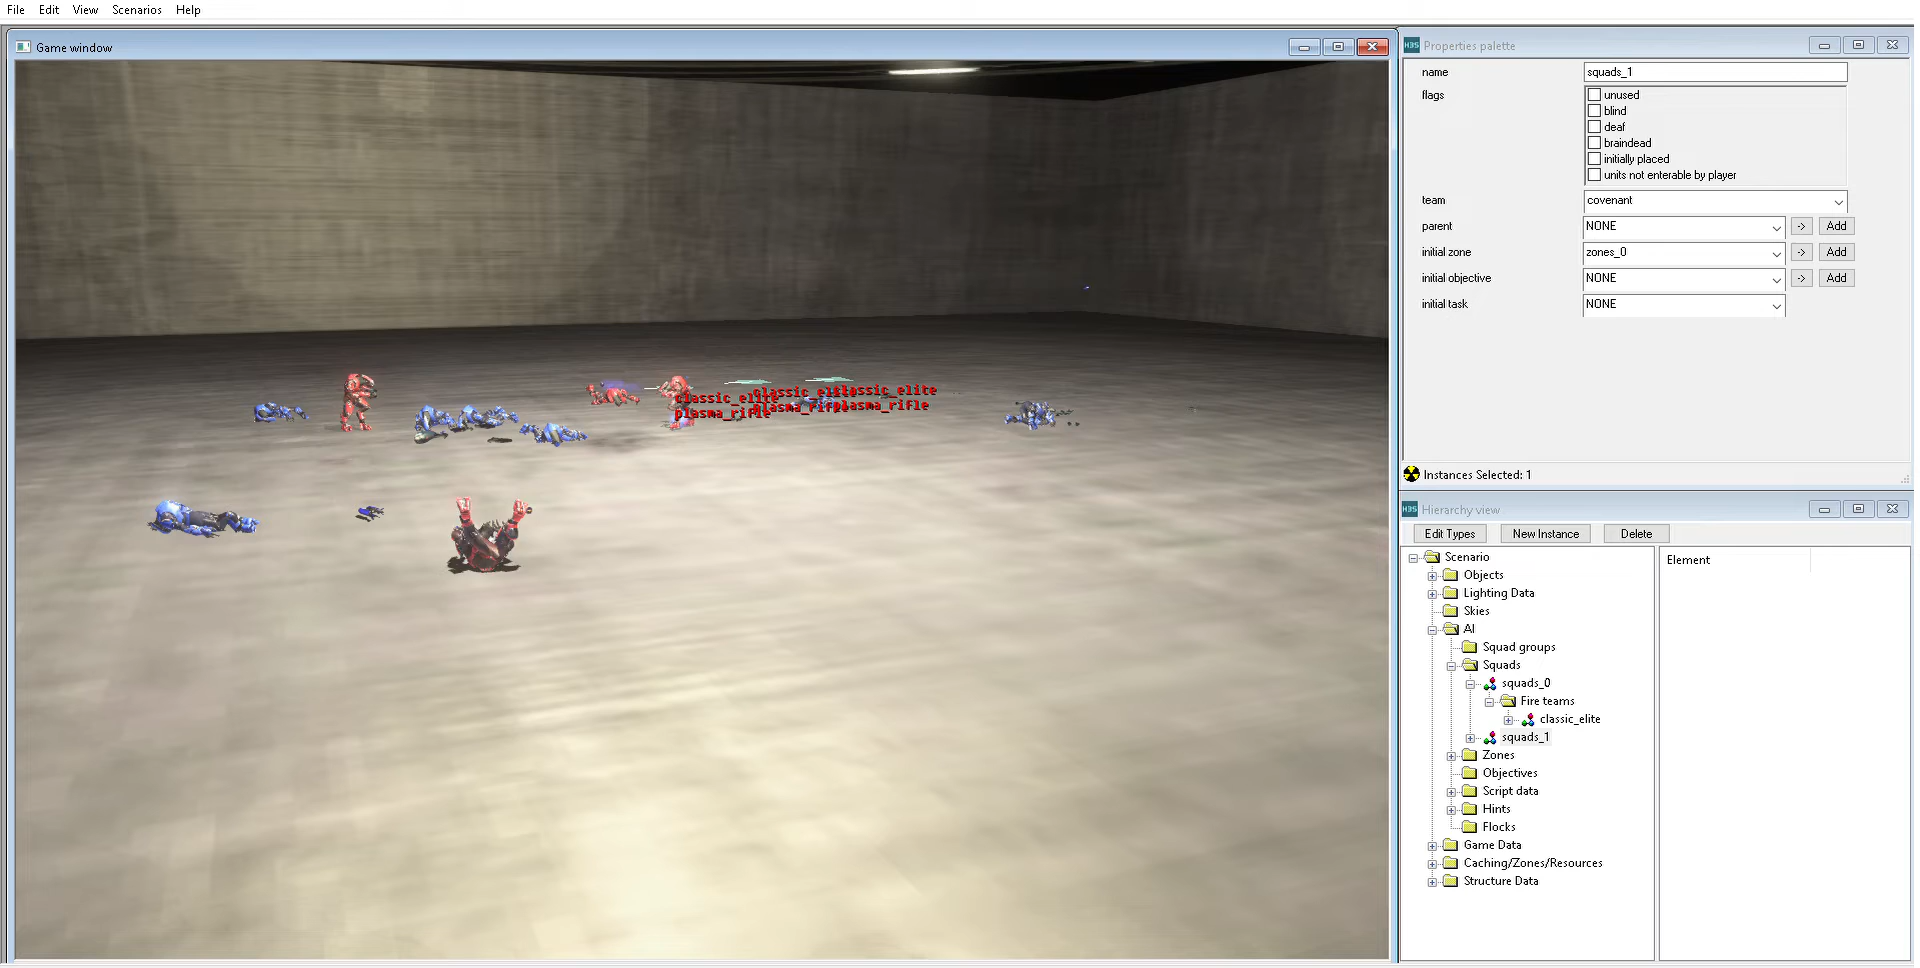 File Edit View Scenarios Help
Game window
classic_elite classic_elite classic_elite
plasma_rifle plasma_rifle plasma_rifle
H3S Properties palette
name squads_1
flags unused
blind
deaf
braindead
initially placed
units not enterable by player
team covenant
parent NONE -> Add
initial zone zones_0 -> Add
initial objective NONE -> Add
initial task NONE
Instances Selected: 1
H3S Hierarchy view
Edit Types New Instance Delete
Scenario
Objects
Lighting Data
Skies
AI
Squad groups
Squads
squads_0
Fire teams
classic_elite
squads_1
Zones
Objectives
Script data
Hints
Flocks
Game Data
Caching/Zones/Resources
Structure Data
Element